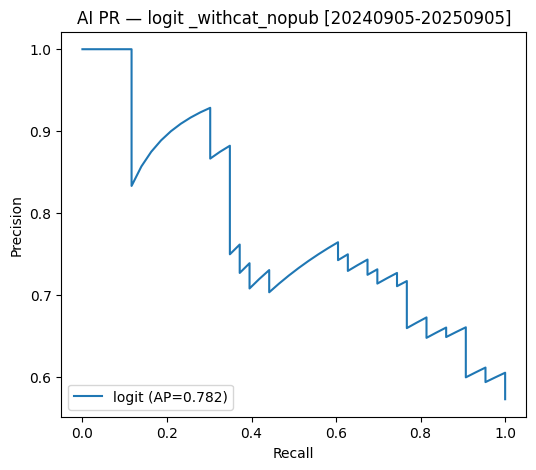 AI PR — logit _withcat_nopub [20240905-20250905]
1.0
0.9
0.8
0.7
0.6
Precision
logit (AP=0.782)
0.0 0.2 0.4 0.6 0.8 1.0
Recall